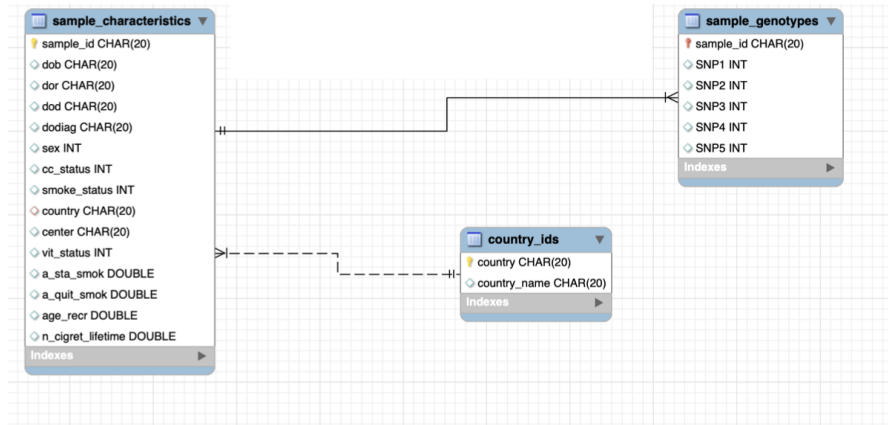 sample_characteristics
sample_id CHAR(20)
dob CHAR(20)
dor CHAR(20)
dod CHAR(20)
dodiag CHAR(20)
sex INT
cc_status INT
smoke_status INT
country CHAR(20)
center CHAR(20)
vit_status INT
a_sta_smok DOUBLE
a_quit_smok DOUBLE
age_recr DOUBLE
n_cigret_lifetime DOUBLE
Indexes
sample_genotypes
sample_id CHAR(20)
SNP1 INT
SNP2 INT
SNP3 INT
SNP4 INT
SNP5 INT
Indexes
country_ids
country CHAR(20)
country_name CHAR(20)
Indexes